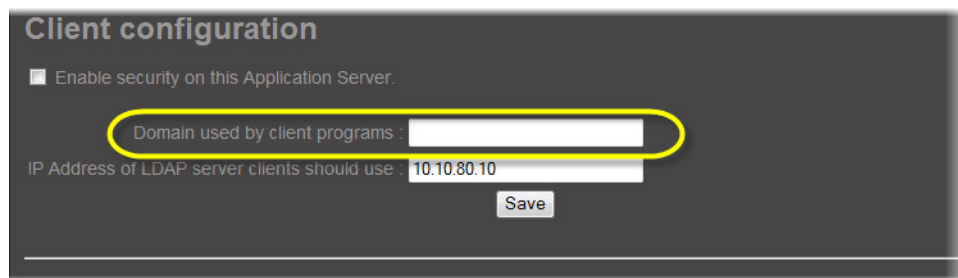 Client configuration
Enable security on this Application Server.
Domain used by client programs :
IP Address of LDAP server clients should use : 10.10.80.10
Save